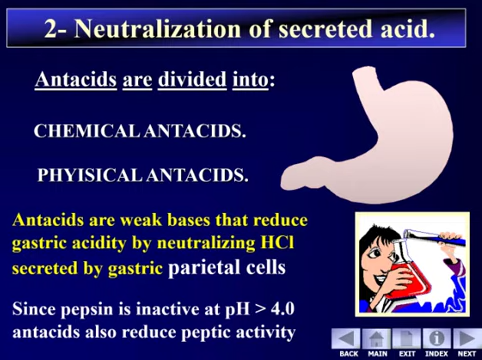 2- Neutralization of secreted acid.
Antacids are divided into:
CHEMICAL ANTACIDS.
PHYISICAL ANTACIDS.
Antacids are weak bases that reduce
gastric acidity by neutralizing HCl
secreted by gastric parietal cells
Since pepsin is inactive at pH > 4.0
antacids also reduce peptic activity
BACK MAIN EXIT INDEX NEXT